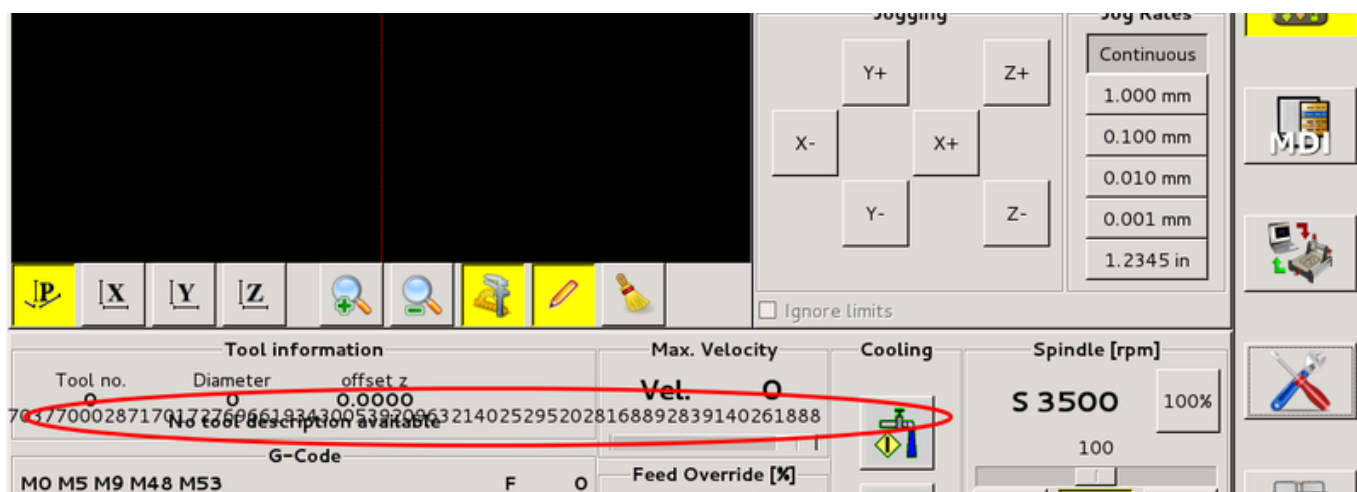 Jogging
Jog Rates
Y+
Z+
Continuous
1.000 mm
X-
X+
0.100 mm
0.010 mm
Y-
Z-
0.001 mm
1.2345 in
MDI
P
X
Y
Z
Ignore limits
Tool information
Tool no.
Diameter
offset z
0
0
0.0000
No tool description available
Max. Velocity
Vel. 0
Cooling
Spindle [rpm]
S 3500
100%
100
G-Code
M0 M5 M9 M48 M53
F 0
Feed Override [%]